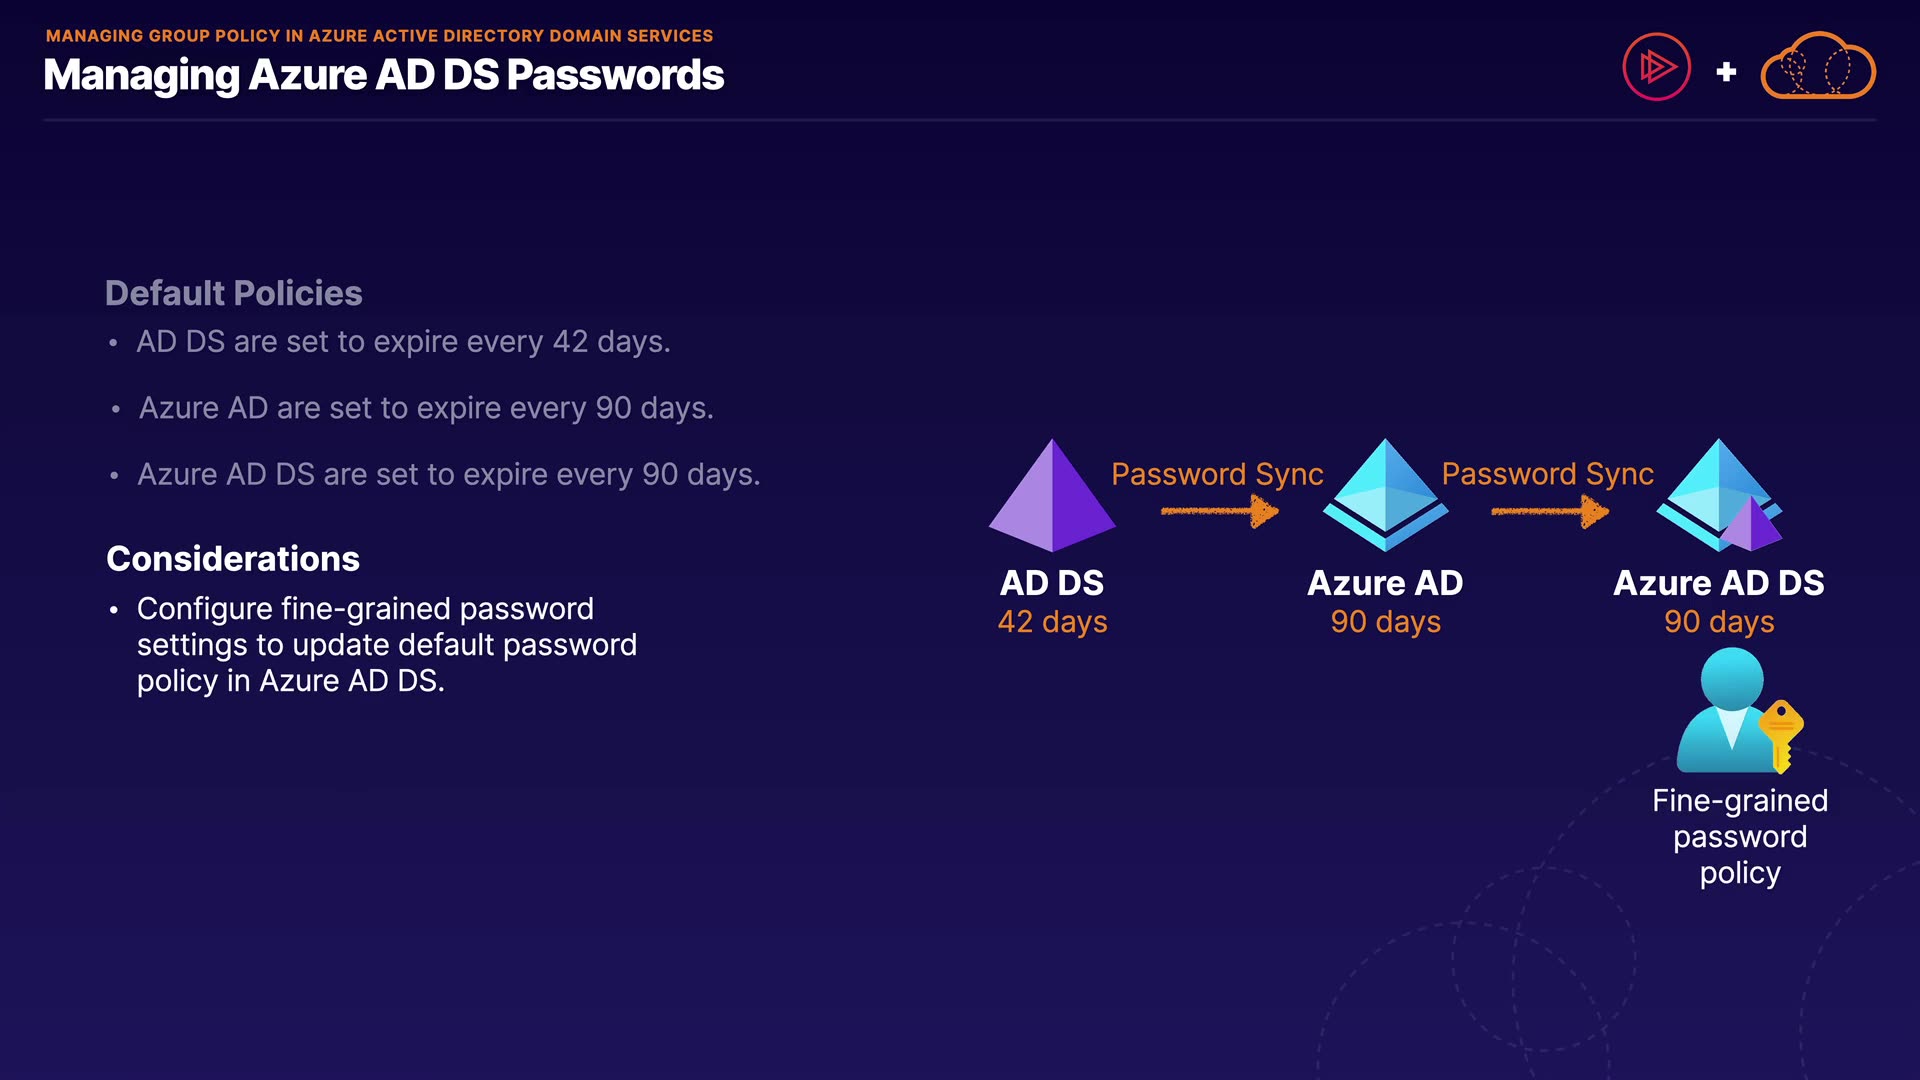 MANAGING GROUP POLICY IN AZURE ACTIVE DIRECTORY DOMAIN SERVICES
Managing Azure AD DS Passwords
Default Policies
• AD DS are set to expire every 42 days.
• Azure AD are set to expire every 90 days.
• Azure AD DS are set to expire every 90 days.
Considerations
• Configure fine-grained password
settings to update default password
policy in Azure AD DS.
Password Sync
Password Sync
AD DS
42 days
Azure AD
90 days
Azure AD DS
90 days
Fine-grained
password
policy